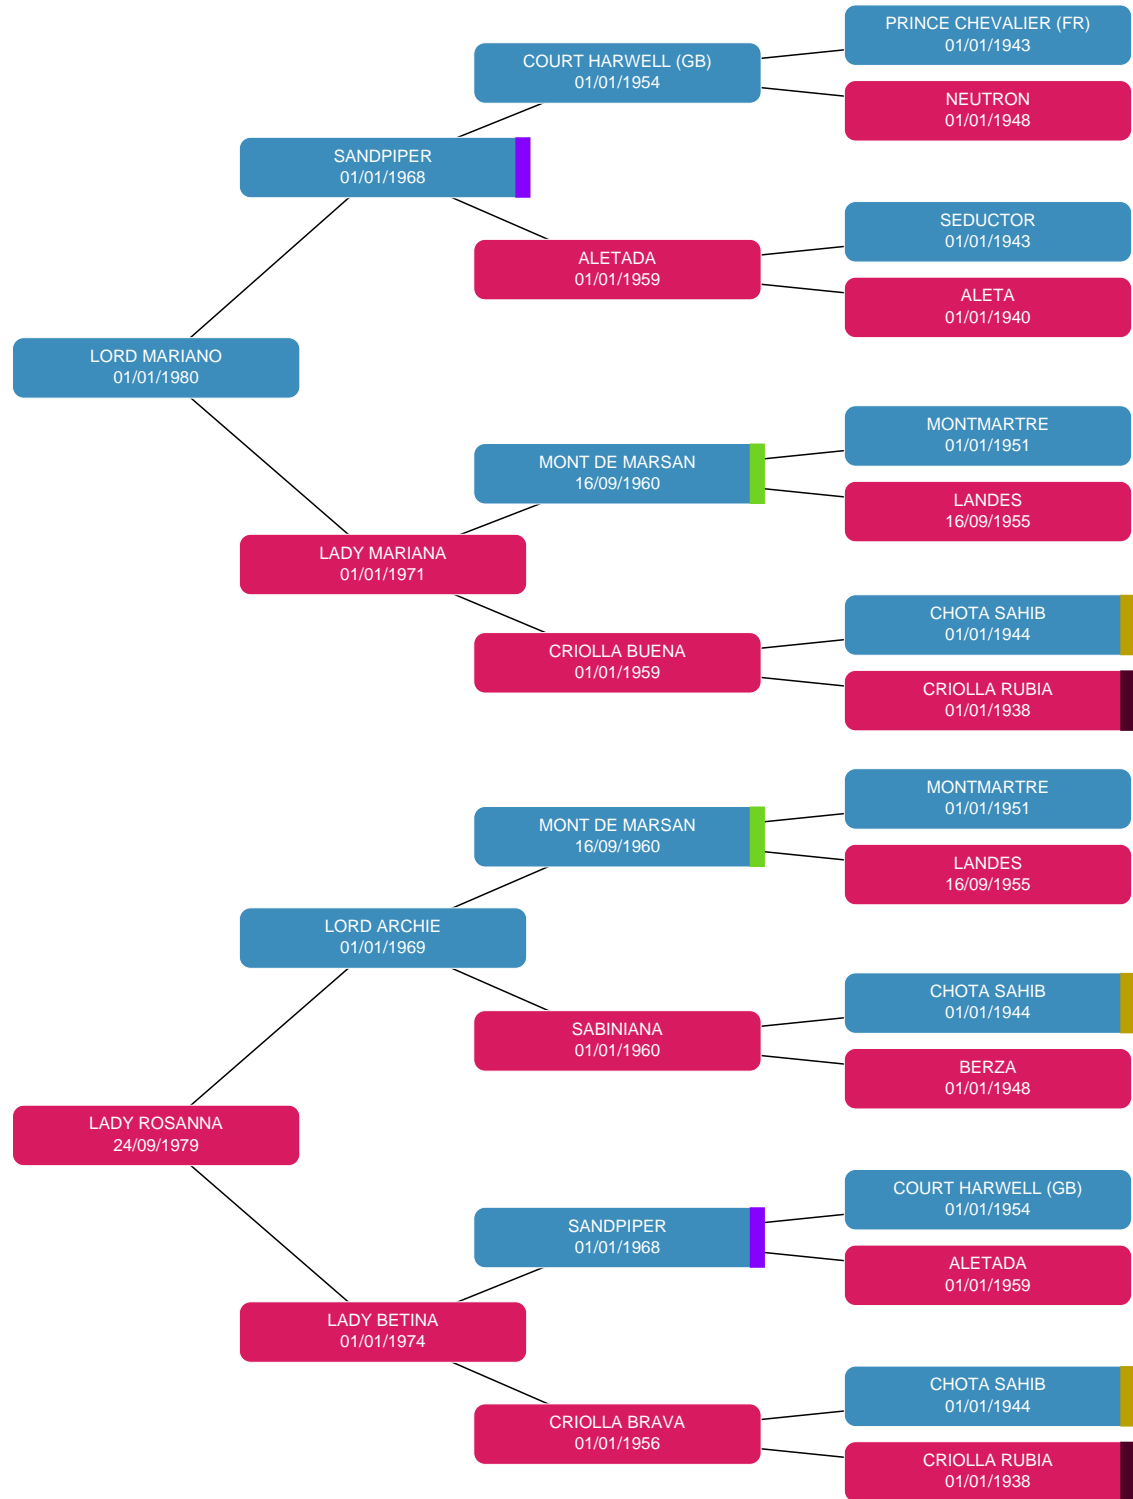 PRINCE CHEVALIER (FR)
01/01/1943
COURT HARWELL (GB)
01/01/1954
NEUTRON
01/01/1948
SANDPIPER
01/01/1968
SEDUCTOR
01/01/1943
ALETADA
01/01/1959
ALETA
01/01/1940
LORD MARIANO
01/01/1980
MONTMARTRE
01/01/1951
MONT DE MARSAN
16/09/1960
LANDES
16/09/1955
LADY MARIANA
01/01/1971
CHOTA SAHIB
01/01/1944
CRIOLLA BUENA
01/01/1959
CRIOLLA RUBIA
01/01/1938
MONTMARTRE
01/01/1951
MONT DE MARSAN
16/09/1960
LANDES
16/09/1955
LORD ARCHIE
01/01/1969
CHOTA SAHIB
01/01/1944
SABINIANA
01/01/1960
BERZA
01/01/1948
LADY ROSANNA
24/09/1979
COURT HARWELL (GB)
01/01/1954
SANDPIPER
01/01/1968
ALETADA
01/01/1959
LADY BETINA
01/01/1974
CHOTA SAHIB
01/01/1944
CRIOLLA BRAVA
01/01/1956
CRIOLLA RUBIA
01/01/1938